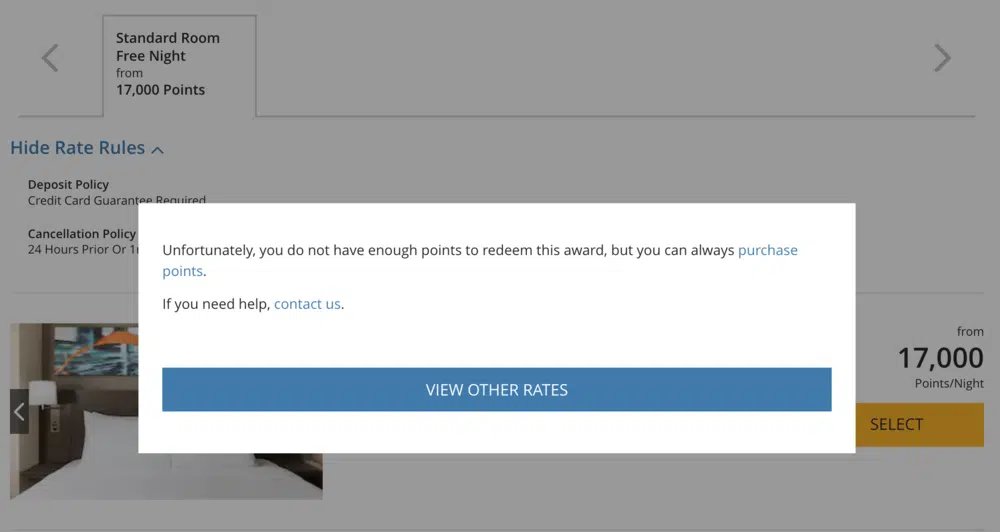 Standard Room
Free Night
from
17,000 Points
Hide Rate Rules
Deposit Policy
Credit Card Guarantee Required
Cancellation Policy
24 Hours Prior Or
Unfortunately, you do not have enough points to redeem this award, but you can always purchase
points.
If you need help, contact us.
VIEW OTHER RATES
from
17,000
Points/Night
SELECT